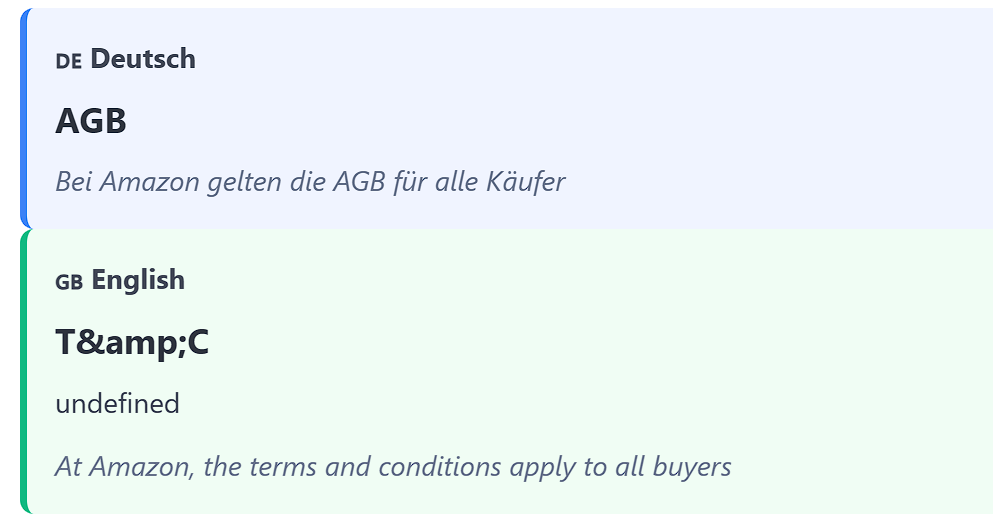 DE Deutsch
AGB
Bei Amazon gelten die AGB für alle Käufer
GB English
T&amp;C
undefined
At Amazon, the terms and conditions apply to all buyers